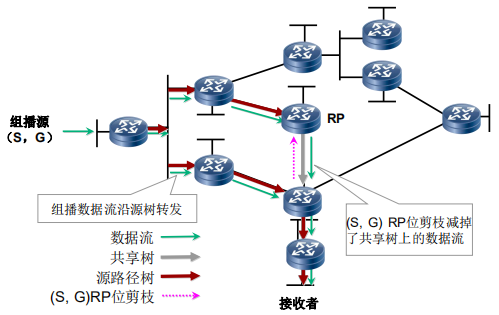 组播源
(S，G)
RP
组播数据流沿源树转发
(S, G) RP位剪枝减掉
了共享树上的数据流
数据流
共享树
源路径树
(S, G)RP位剪枝
接收者